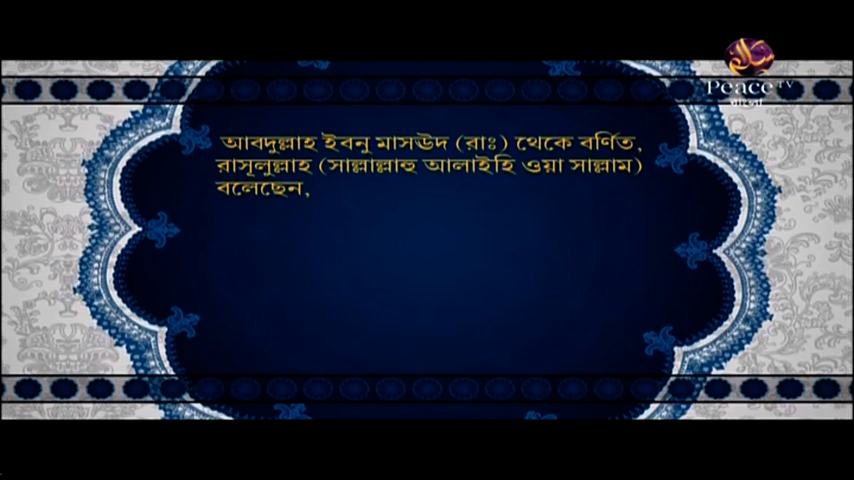 Peace TV
বাংলা
আবদুল্লাহ ইবনু মাসঊদ (রাঃ) থেকে বর্ণিত,
রাসূলুল্লাহ (সাল্লাল্লাহু আলাইহি ওয়া সাল্লাম)
বলেছেন,